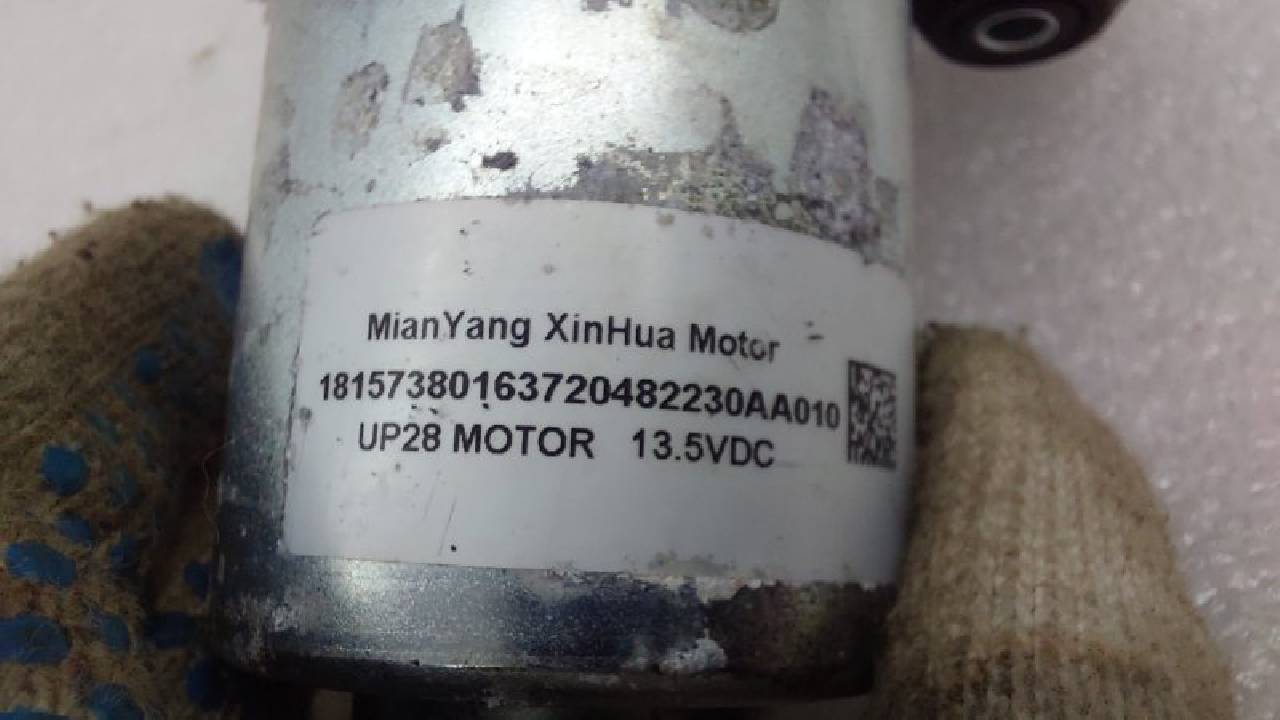 MianYang XinHua Motor
18157380163720482230AA010
UP28 MOTOR 13.5VDC